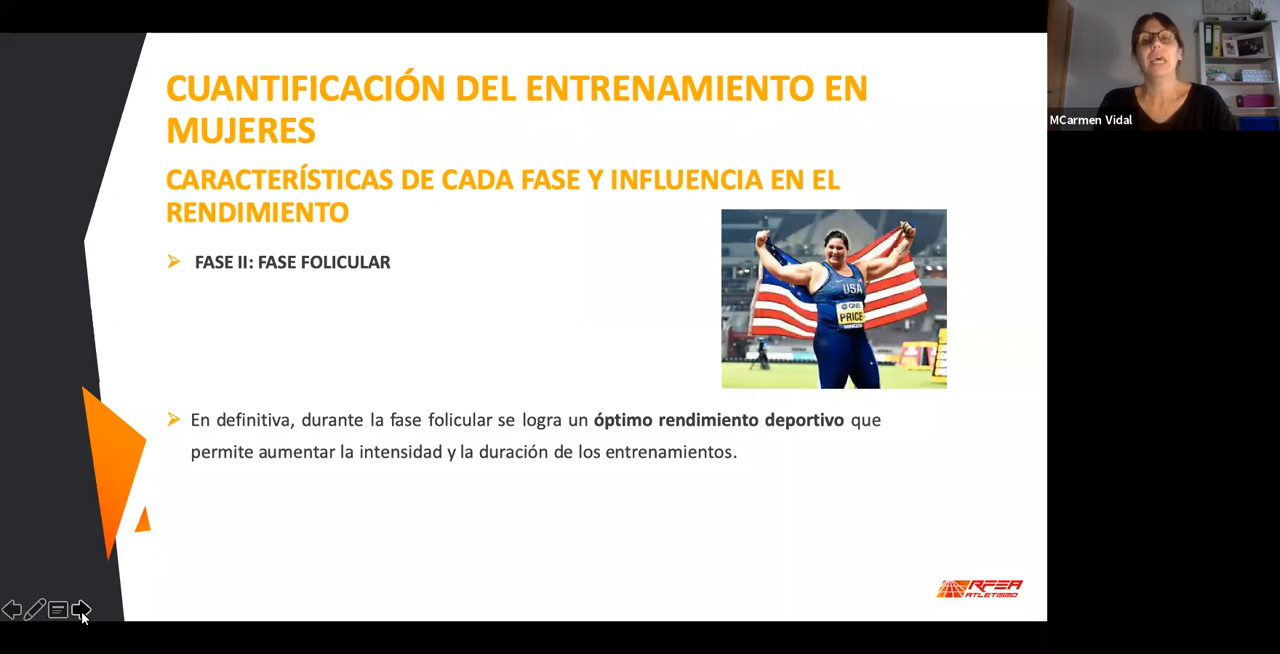 CUANTIFICACIÓN DEL ENTRENAMIENTO EN
MUJERES
CARACTERÍSTICAS DE CADA FASE Y INFLUENCIA EN EL
RENDIMIENTO
FASE II: FASE FOLICULAR
USA
PRICE
En definitiva, durante la fase folicular se logra un óptimo rendimiento deportivo que
permite aumentar la intensidad y la duración de los entrenamientos.
RFEA
ATLETISMO
MCarmen Vidal